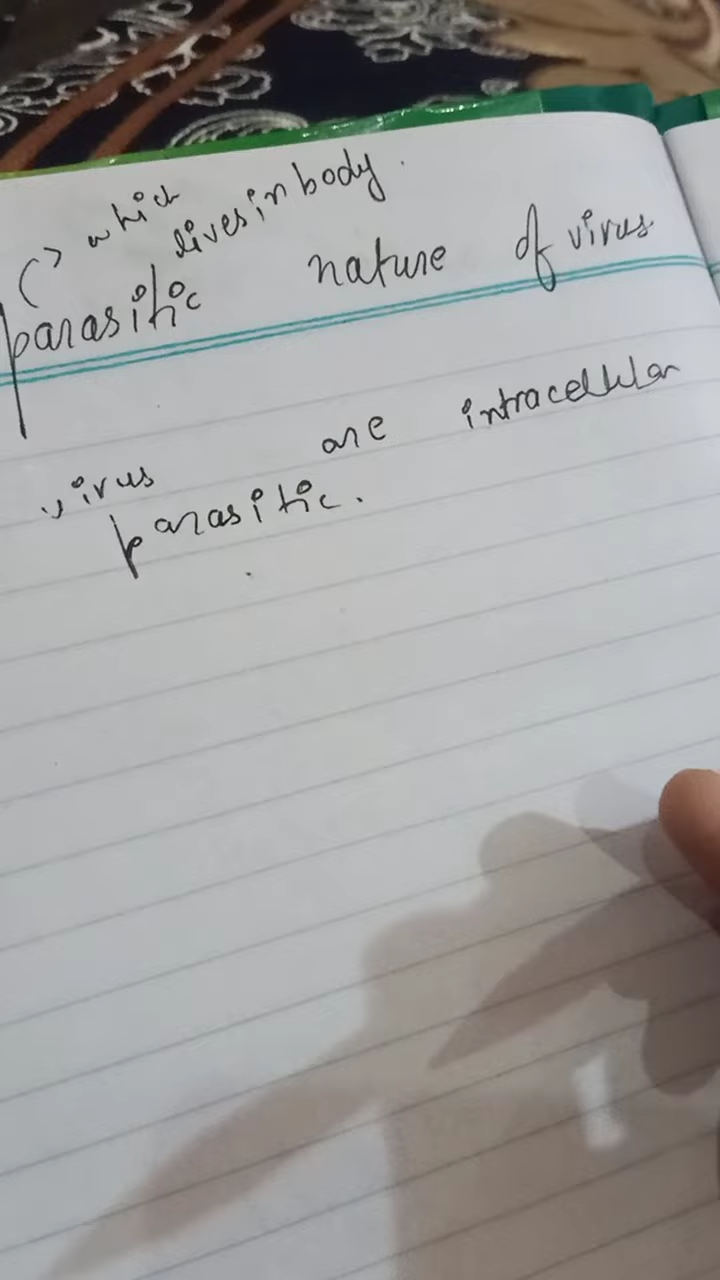 which
lives in body.
parasitic nature of virus
virus are intracellular
parasitic.